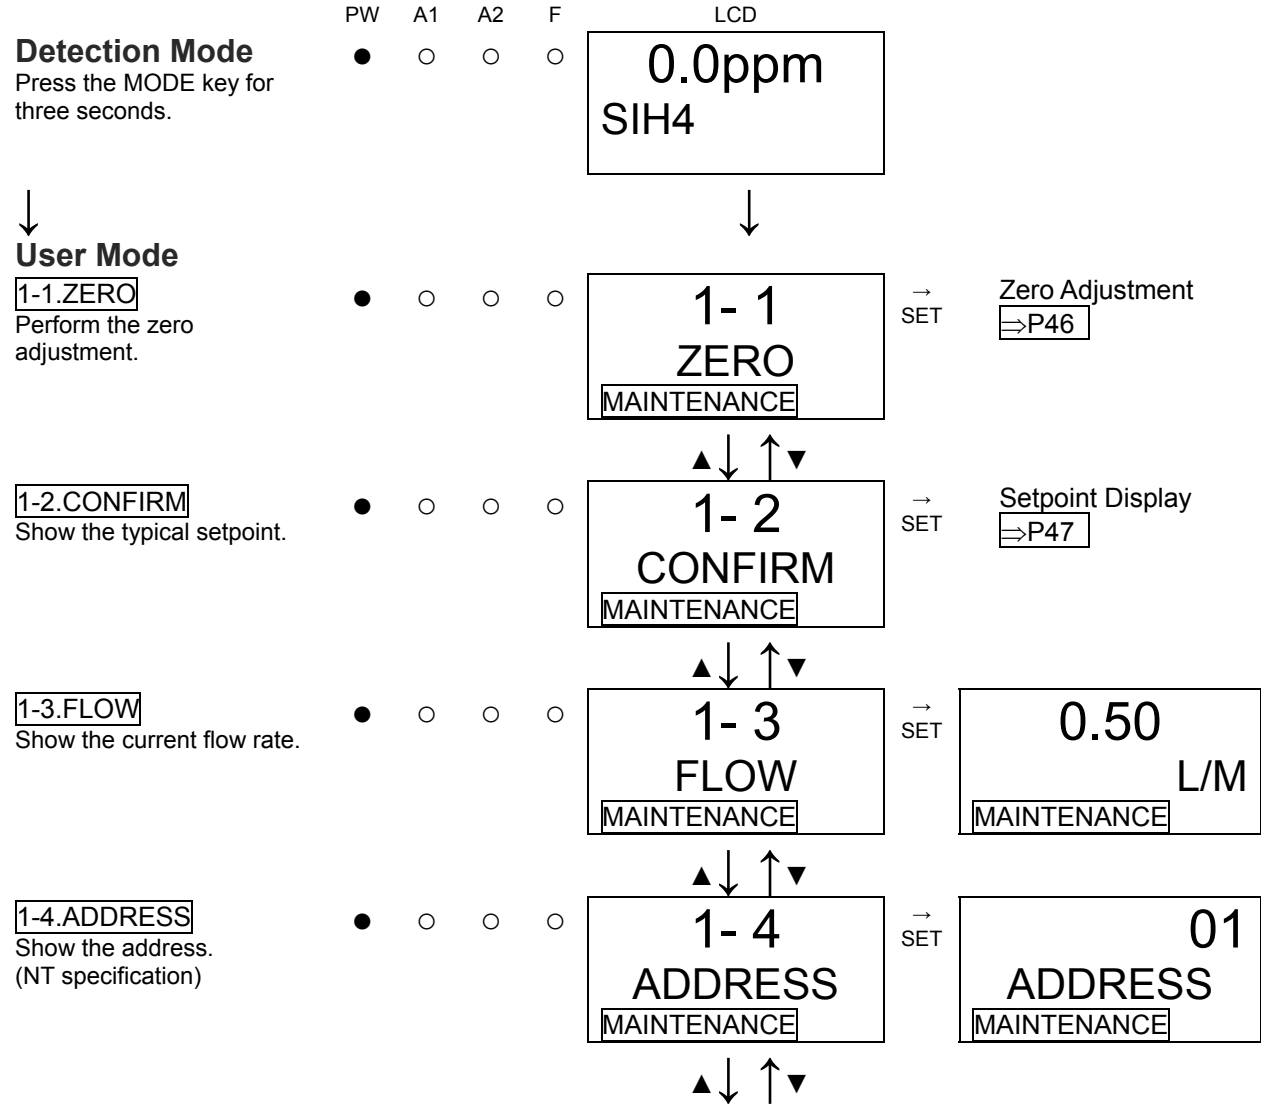 PW A1 A2 F LCD
Detection Mode
Press the MODE key for
three seconds.
● ○ ○ ○
0.0ppm
SIH4
↓ ↓
User Mode
1-1.ZERO
Perform the zero
adjustment.
● ○ ○ ○
1- 1
ZERO
MAINTENANCE
→
SET
Zero Adjustment
⇒P46
▲↓ ↑▼
1-2.CONFIRM
Show the typical setpoint.
● ○ ○ ○
1- 2
CONFIRM
MAINTENANCE
→
SET
Setpoint Display
⇒P47
▲↓ ↑▼
1-3.FLOW
Show the current flow rate.
● ○ ○ ○
1- 3
FLOW
MAINTENANCE
→
SET
0.50
L/M
MAINTENANCE
▲↓ ↑▼
1-4.ADDRESS
Show the address.
(NT specification)
● ○ ○ ○
1- 4
ADDRESS
MAINTENANCE
→
SET
01
ADDRESS
MAINTENANCE
▲↓ ↑▼